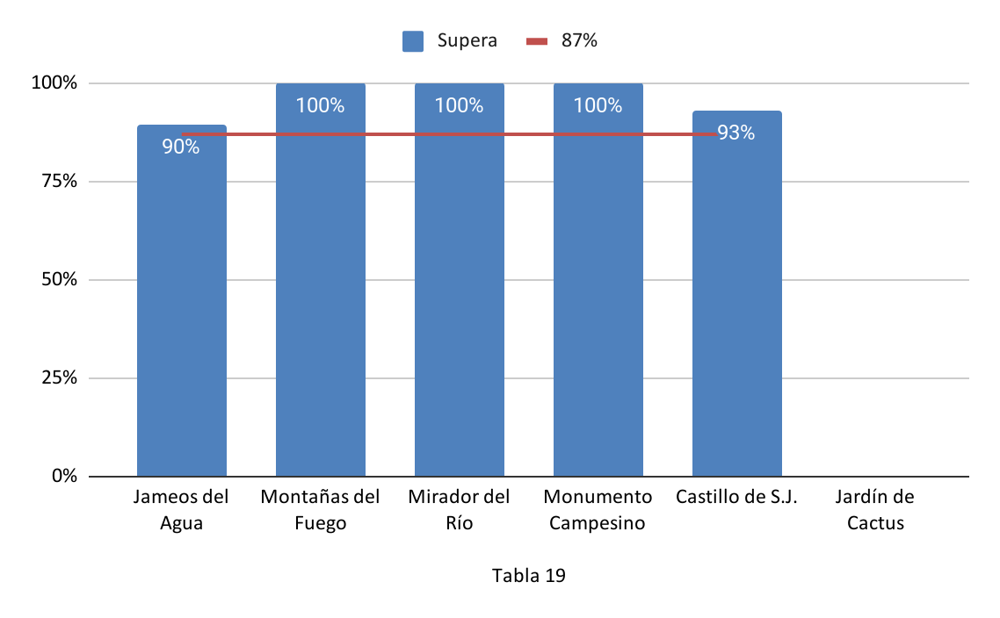 Supera 87%
100%
75%
50%
25%
0%
90%
100%
100%
100%
93%
Jameos del
Agua
Montañas del
Fuego
Mirador del
Río
Monumento
Campesino
Castillo de S.J.
Jardín de
Cactus
Tabla 19